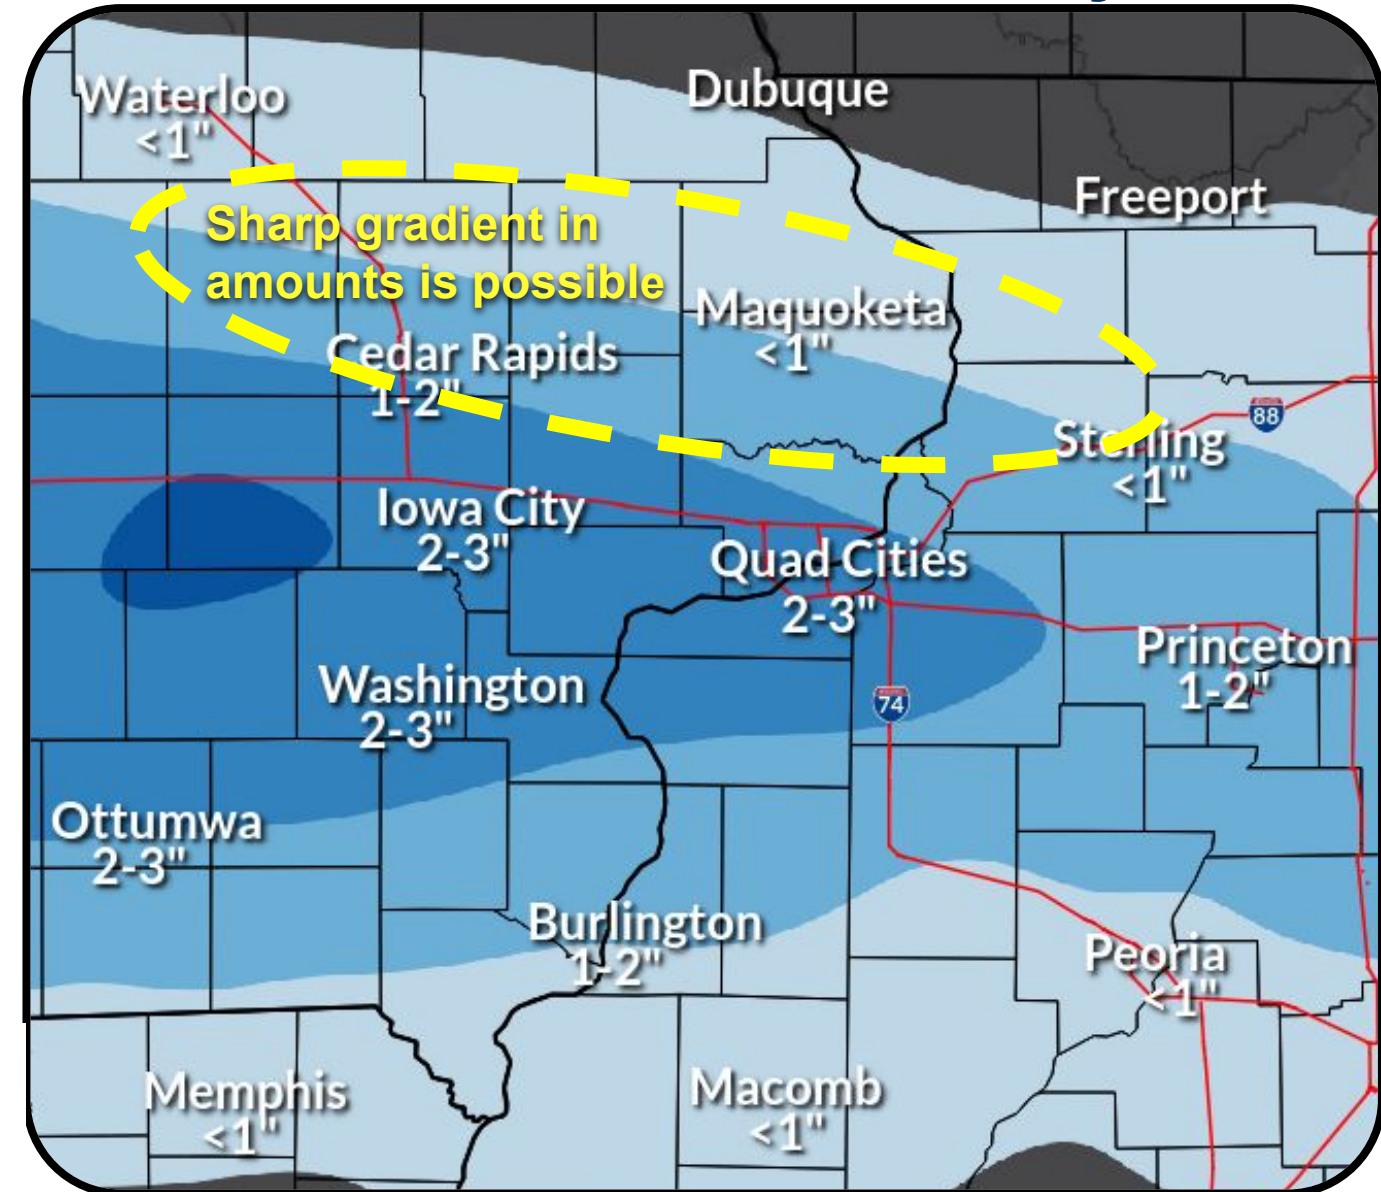 Waterloo
<1"
Dubuque
Freeport
Sharp gradient in
amounts is possible
Maquoketa
<1"
Cedar Rapids
1-2"
88
Sterling
<1"
Iowa City
2-3"
Quad Cities
2-3"
Princeton
1-2"
Washington
2-3"
74
Ottumwa
2-3"
Burlington
1-2"
Peoria
<1"
Memphis
<1"
Macomb
<1"